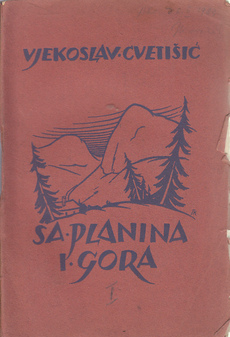 VJEKOSLAV·CVETIŠIĆ
SA·PLANINA
I·GORA
I